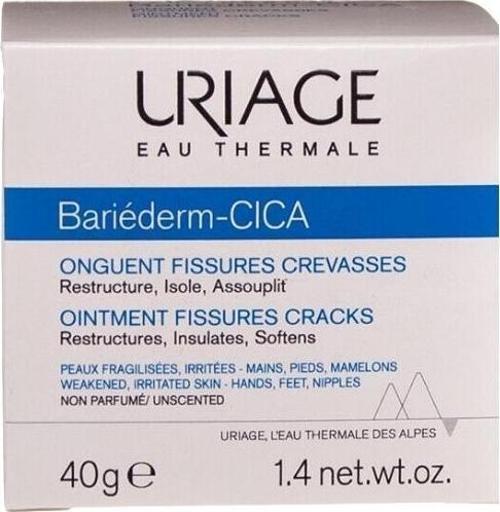 Bariéderm-CICA
URIAGE
EAU THERMALE
Bariéderm-CICA
ONGUENT FISSURES CREVASSES
Restructure, Isole, Assouplit
OINTMENT FISSURES CRACKS
Restructures, Insulates, Softens
PEAUX FRAGILISÉES, IRRITÉES - MAINS, PIEDS, MAMELONS
WEAKENED, IRRITATED SKIN - HANDS, FEET, NIPPLES
NON PARFUMÉ/ UNSCENTED
URIAGE, L'EAU THERMALE DES ALPES
40g e 1.4 net.wt.oz.